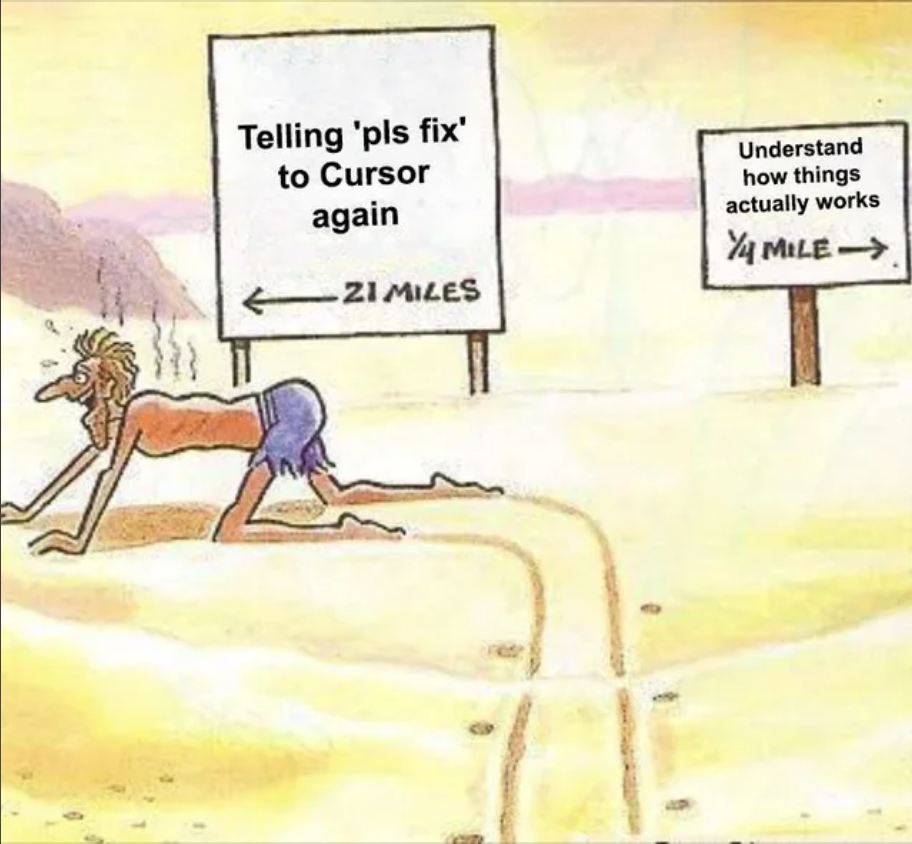 Telling 'pls fix'
to Cursor
again
← 21 MILES
Understand
how things
actually works
¼ MILE →